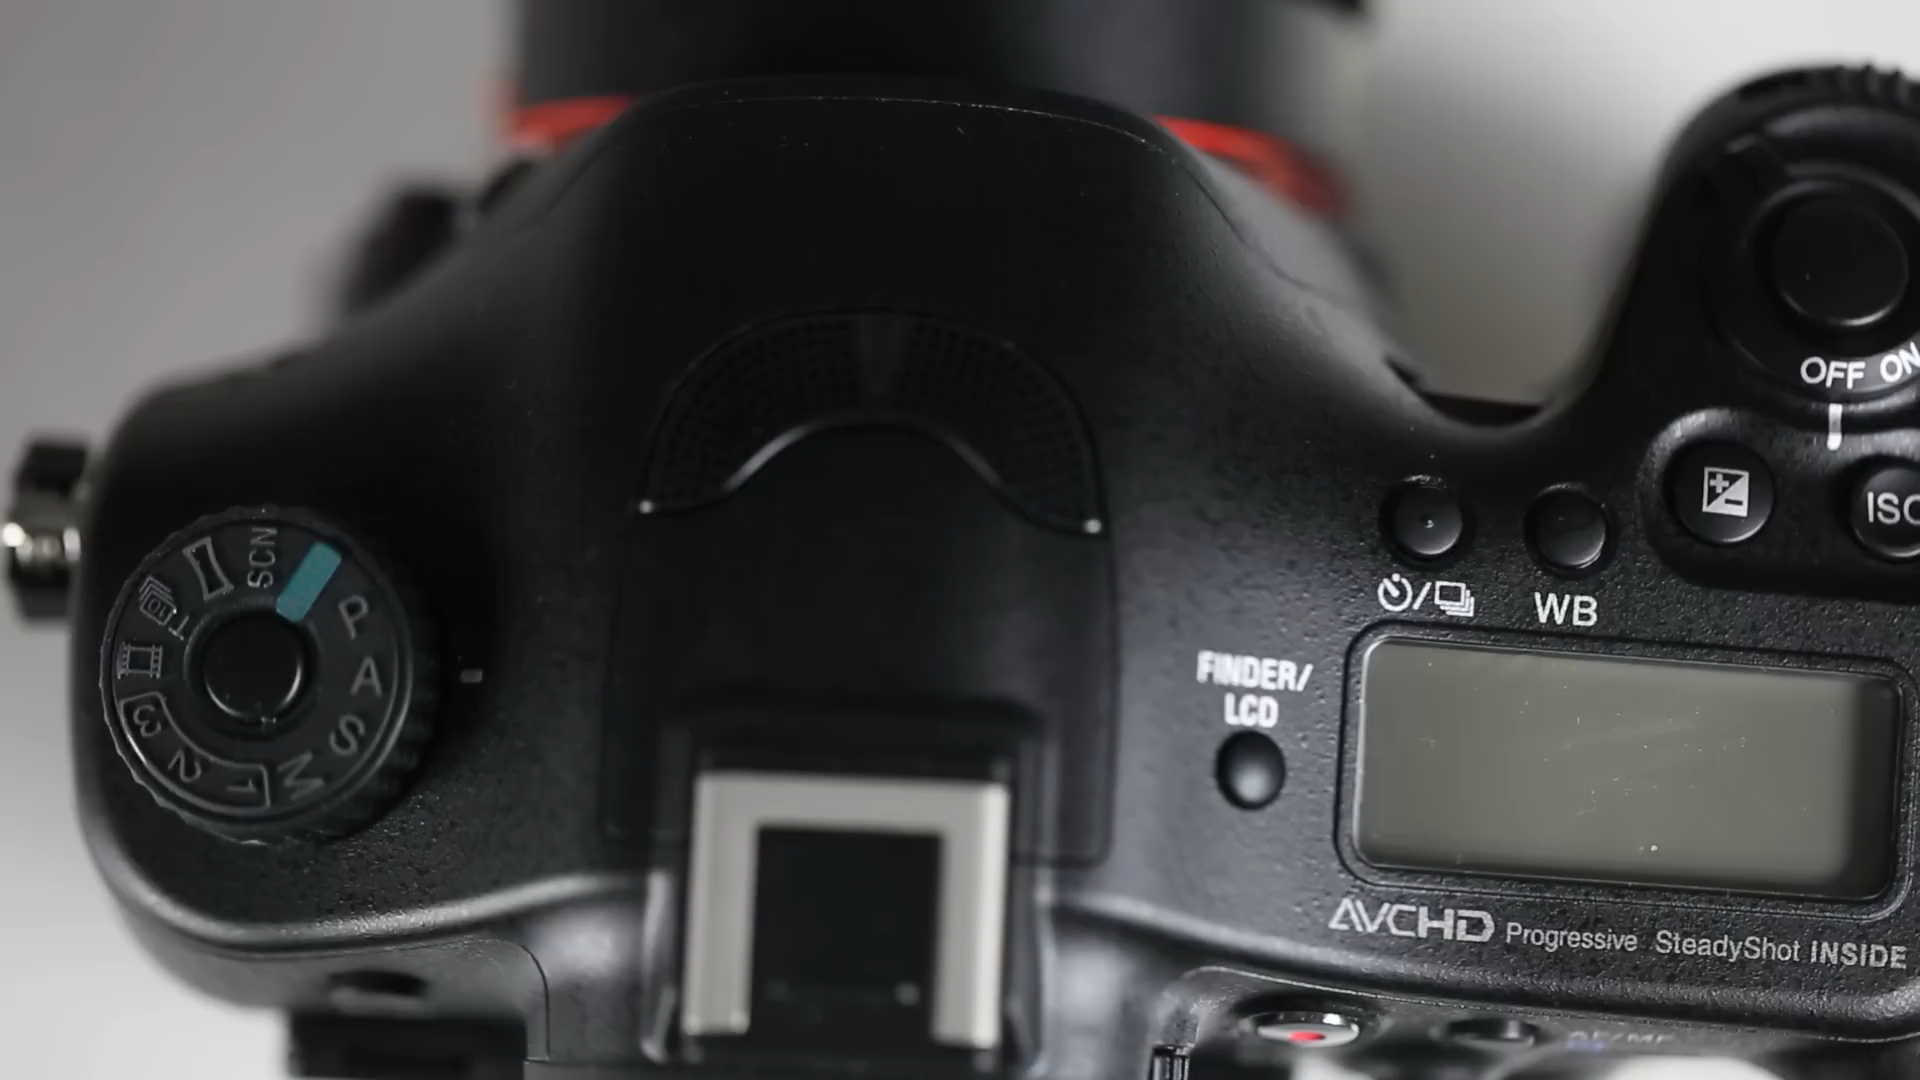 OFF ON
ISO
WB
FINDER/
LCD
SCN
P
A
S
M
1
2
3
AVCHD Progressive SteadyShot INSIDE